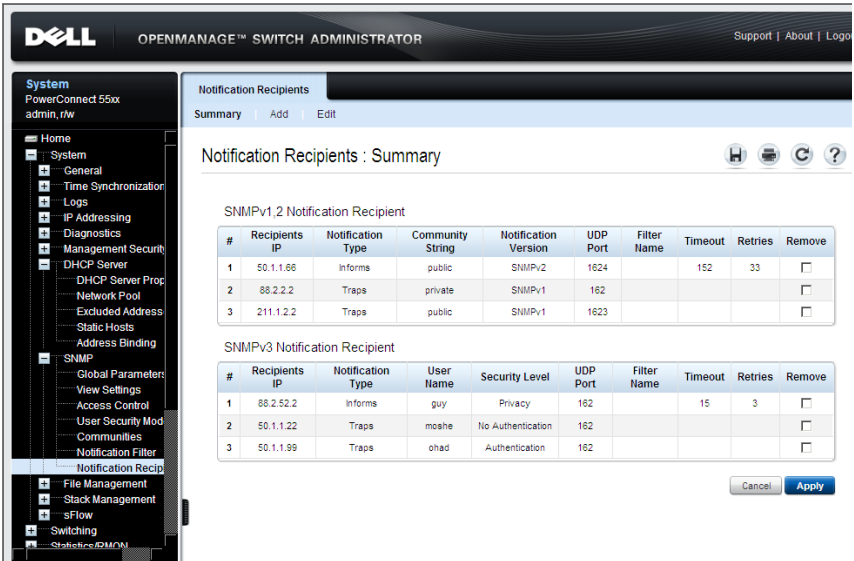 DELL
OPENMANAGE™ SWITCH ADMINISTRATOR
Support | About | Logou
System
PowerConnect 55xx
admin, r/w
Home
System
General
Time Synchronization
Logs
IP Addressing
Diagnostics
Management Security
DHCP Server
DHCP Server Prop
Network Pool
Excluded Address
Static Hosts
Address Binding
SNMP
Global Parameters
View Settings
Access Control
User Security Mod
Communities
Notification Filter
Notification Recip
File Management
Stack Management
sFlow
Switching
Statistics/RMON
Notification Recipients
Summary Add Edit
Notification Recipients : Summary
SNMPv1,2 Notification Recipient
# Recipients IP Notification Type Community String Notification Version UDP Port Filter Name Timeout Retries Remove
1 50.1.1.66 Informs public SNMPv2 1624 152 33
2 88.2.2.2 Traps private SNMPv1 162
3 211.1.2.2 Traps public SNMPv1 1623
SNMPv3 Notification Recipient
# Recipients IP Notification Type User Name Security Level UDP Port Filter Name Timeout Retries Remove
1 88.2.52.2 Informs guy Privacy 162 15 3
2 50.1.1.22 Traps moshe No Authentication 162
3 50.1.1.99 Traps ohad Authentication 162
Cancel Apply